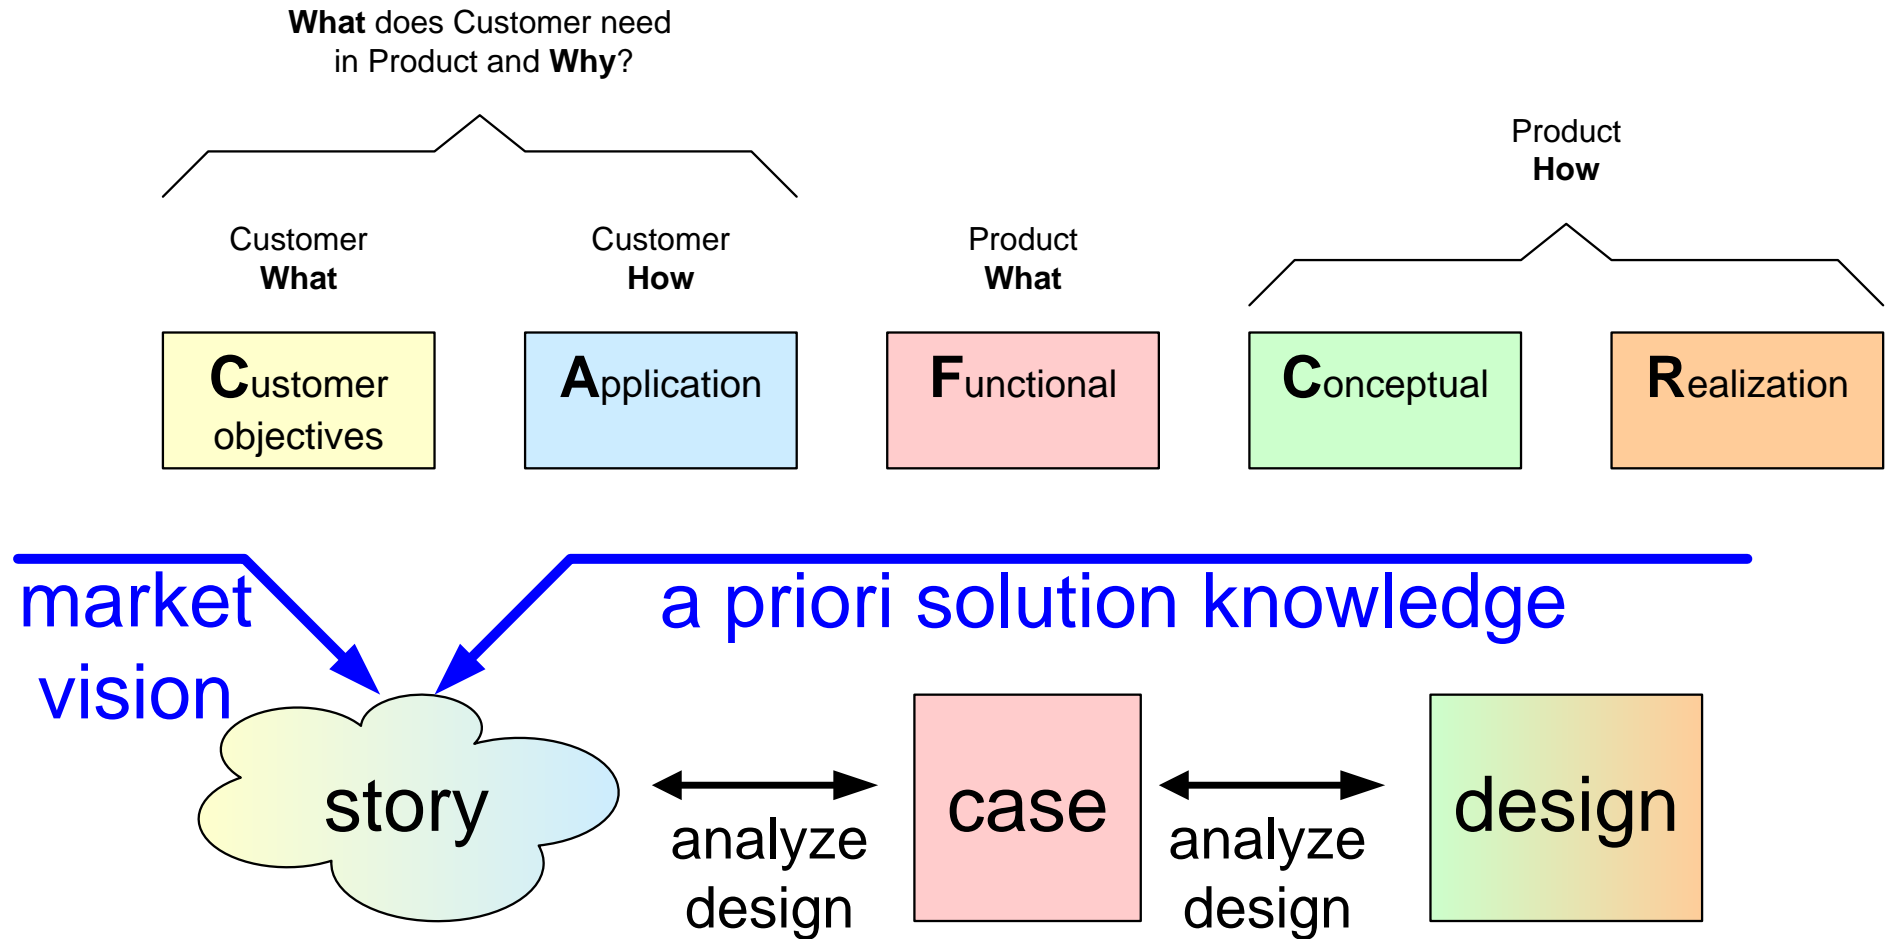 What does Customer need
in Product and Why?
Product
How
Customer
What
Customer
How
Product
What
Customer
objectives
Application
Functional
Conceptual
Realization
market
vision
a priori solution knowledge
story
analyze
design
case
analyze
design
design